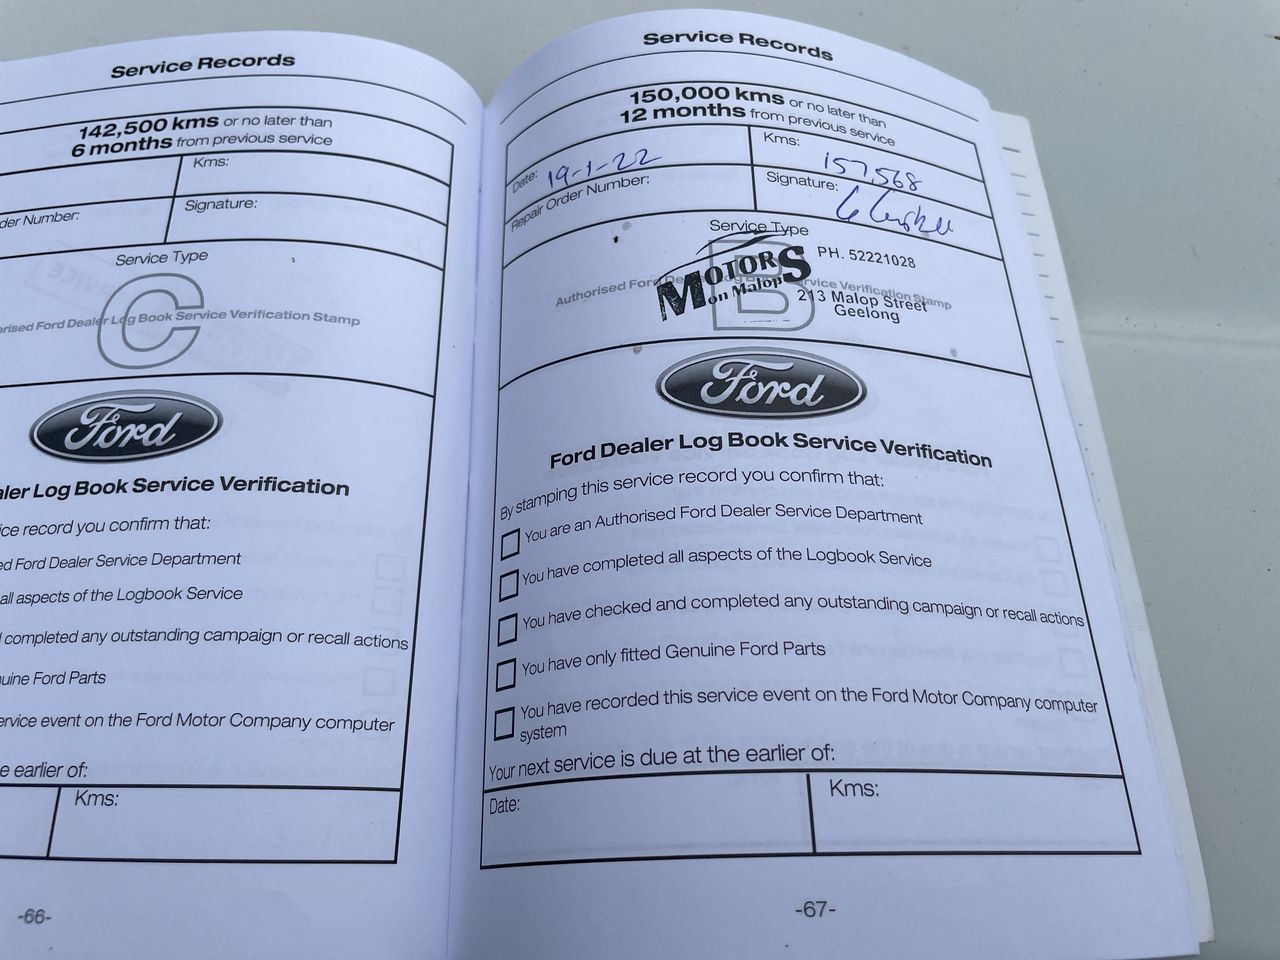 Service Records
142,500 kms or no later than
6 months from previous service
Kms:
der Number:
Signature:
Service Type
C
orised Ford Dealer Log Book Service Verification Stamp
Ford
aler Log Book Service Verification
ice record you confirm that:
ed Ford Dealer Service Department
all aspects of the Logbook Service
completed any outstanding campaign or recall actions
uine Ford Parts
ervice event on the Ford Motor Company computer
e earlier of:
Kms:
-66-
Service Records
150,000 kms or no later than
12 months from previous service
Date: 19-1-22
Kms: 157,568
Repair Order Number:
Signature:
Service Type
B
Authorised Ford Dealer Log Book Service Verification Stamp
MOTORS
on Malop
PH. 52221028
213 Malop Street
Geelong
Ford
Ford Dealer Log Book Service Verification
By stamping this service record you confirm that:
You are an Authorised Ford Dealer Service Department
You have completed all aspects of the Logbook Service
You have checked and completed any outstanding campaign or recall actions
You have only fitted Genuine Ford Parts
You have recorded this service event on the Ford Motor Company computer
system
Your next service is due at the earlier of:
Date:
Kms:
-67-